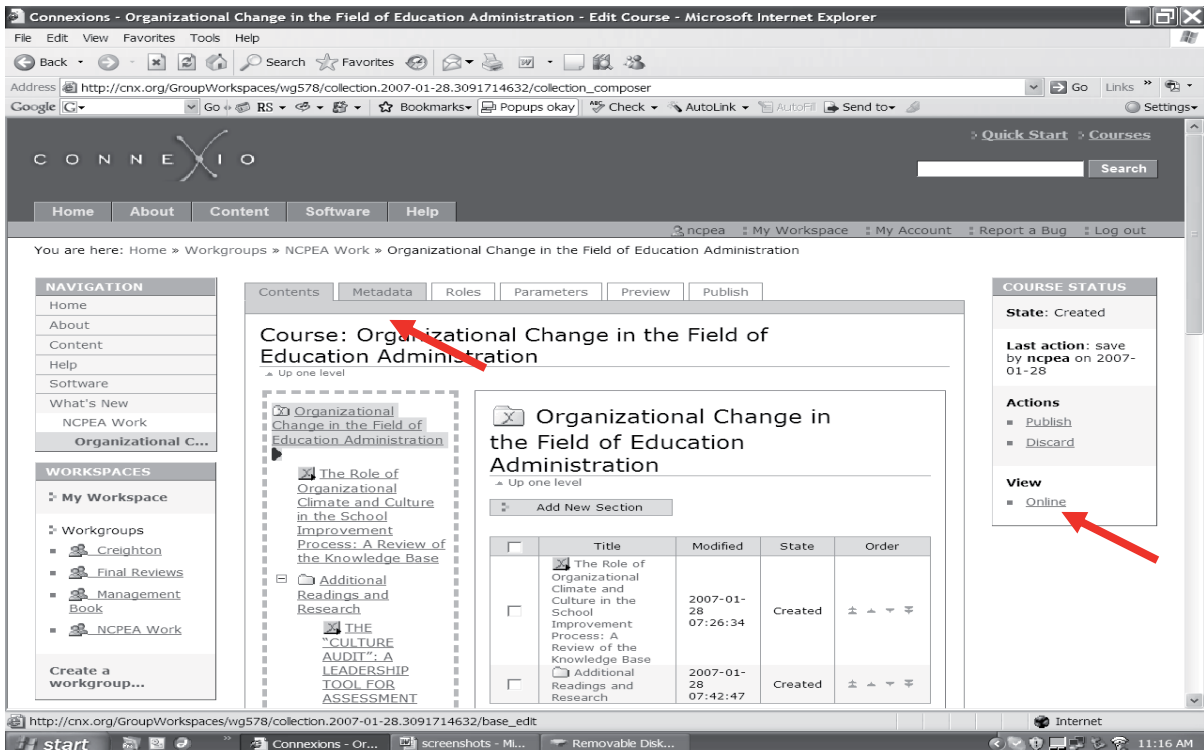 Connexions - Organizational Change in the Field of Education Administration - Edit Course - Microsoft Internet Explorer
File Edit View Favorites Tools Help
Back Search Favorites
Address http://cnx.org/GroupWorkspaces/wg578/collection.2007-01-28.3091714632/collection_composer Go Links »
Google G Go RS Bookmarks Popups okay ABC Check AutoLink AutoFill Send to Settings
Quick Start Courses
CONNEXIO
Search
Home About Content Software Help
ncpea My Workspace My Account Report a Bug Log out
You are here: Home » Workgroups » NCPEA Work » Organizational Change in the Field of Education Administration
NAVIGATION
Home
About
Content
Help
Software
What's New
NCPEA Work
Organizational C...
WORKSPACES
My Workspace
Workgroups
Creighton
Final Reviews
Management
Book
NCPEA Work
Create a
workgroup...
Contents Metadata Roles Parameters Preview Publish
Course: Organizational Change in the Field of
Education Administration
Up one level
Organizational
Change in the Field of
Education Administration
The Role of
Organizational
Climate and Culture
in the School
Improvement
Process: A Review of
the Knowledge Base
Additional
Readings and
Research
THE
“CULTURE
AUDIT”: A
LEADERSHIP
TOOL FOR
ASSESSMENT
Organizational Change in
the Field of Education
Administration
Up one level
Add New Section
Title Modified State Order
The Role of
Organizational
Climate and
Culture in the
School
Improvement
Process: A
Review of the
Knowledge Base
2007-01-
28
07:26:34
Created
Additional
Readings and
Research
2007-01-
28
07:42:47
Created
COURSE STATUS
State: Created
Last action: save
by ncpea on 2007-
01-28
Actions
Publish
Discard
View
Online
http://cnx.org/GroupWorkspaces/wg578/collection.2007-01-28.3091714632/base_edit Internet
start » Connexions - Or... screenshots - Mi... Removable Disk... 11:16 AM